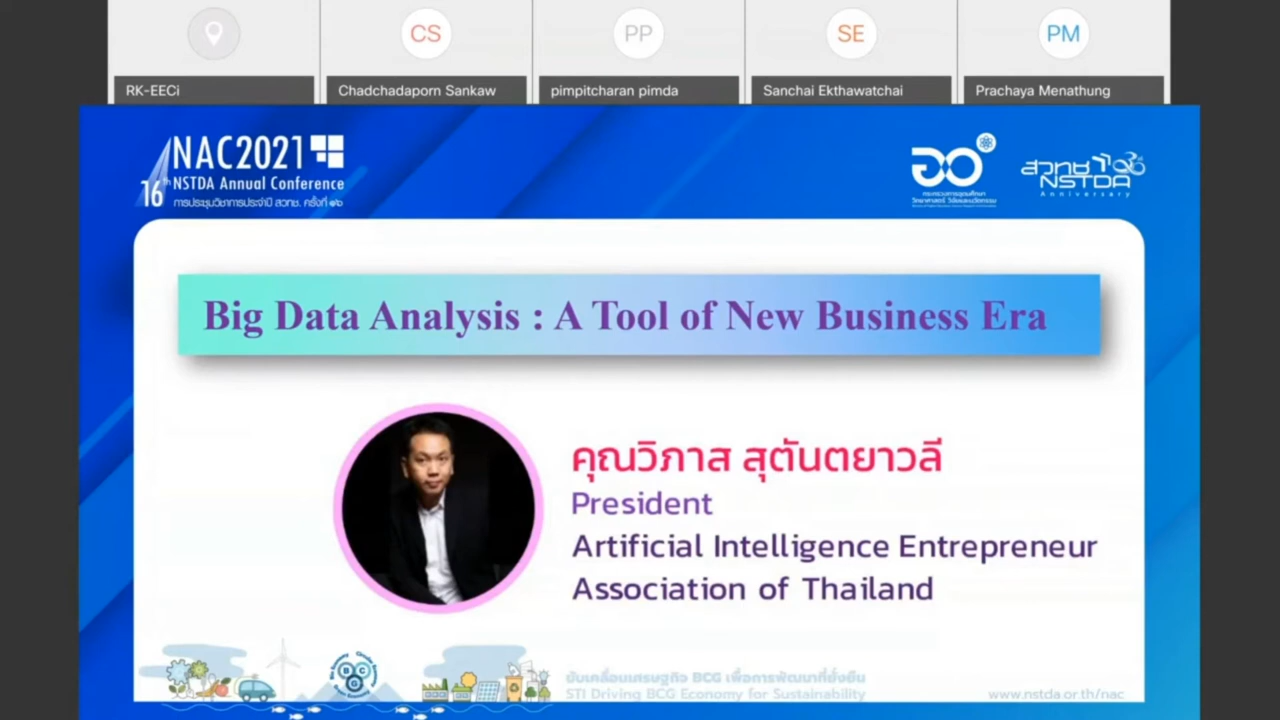 RK-EECi
CS
Chadchadaporn Sankaw
PP
pimpitcharan pimda
SE
Sanchai Ekthawatchai
PM
Prachaya Menathung
NAC2021
16th NSTDA Annual Conference
การประชุมวิชาการประจำปี สวทช. ครั้งที่ ๑๖
อว
กระทรวงการอุดมศึกษา
วิทยาศาสตร์ วิจัยและนวัตกรรม
สวทช
NSTDA
Anniversary
Big Data Analysis : A Tool of New Business Era
คุณวิภาส สุตันตยาวลี
President
Artificial Intelligence Entrepreneur
Association of Thailand
B C G
ขับเคลื่อนเศรษฐกิจ BCG เพื่อการพัฒนาที่ยั่งยืน
STI Driving BCG Economy for Sustainability
www.nstda.or.th/nac